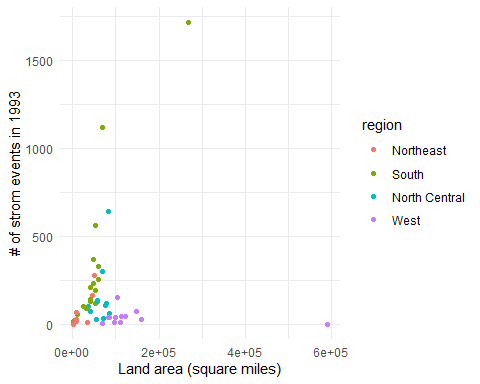 1500
1000
500
0
# of strom events in 1993
0e+00 2e+05 4e+05 6e+05
Land area (square miles)
region
Northeast
South
North Central
West